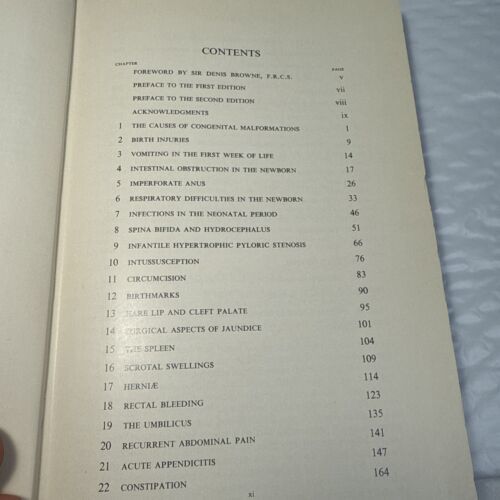 CONTENTS
CHAPTER PAGE
FOREWORD BY SIR DENIS BROWNE, F.R.C.S. v
PREFACE TO THE FIRST EDITION vii
PREFACE TO THE SECOND EDITION viii
ACKNOWLEDGMENTS ix
1 THE CAUSES OF CONGENITAL MALFORMATIONS 1
2 BIRTH INJURIES 9
3 VOMITING IN THE FIRST WEEK OF LIFE 14
4 INTESTINAL OBSTRUCTION IN THE NEWBORN 17
5 IMPERFORATE ANUS 26
6 RESPIRATORY DIFFICULTIES IN THE NEWBORN 33
7 INFECTIONS IN THE NEONATAL PERIOD 46
8 SPINA BIFIDA AND HYDROCEPHALUS 51
9 INFANTILE HYPERTROPHIC PYLORIC STENOSIS 66
10 INTUSSUSCEPTION 76
11 CIRCUMCISION 83
12 BIRTHMARKS 90
13 HARE LIP AND CLEFT PALATE 95
14 SURGICAL ASPECTS OF JAUNDICE 101
15 THE SPLEEN 104
16 SCROTAL SWELLINGS 109
17 HERNIÆ 114
18 RECTAL BLEEDING 123
19 THE UMBILICUS 135
20 RECURRENT ABDOMINAL PAIN 141
21 ACUTE APPENDICITIS 147
22 CONSTIPATION 164
xi